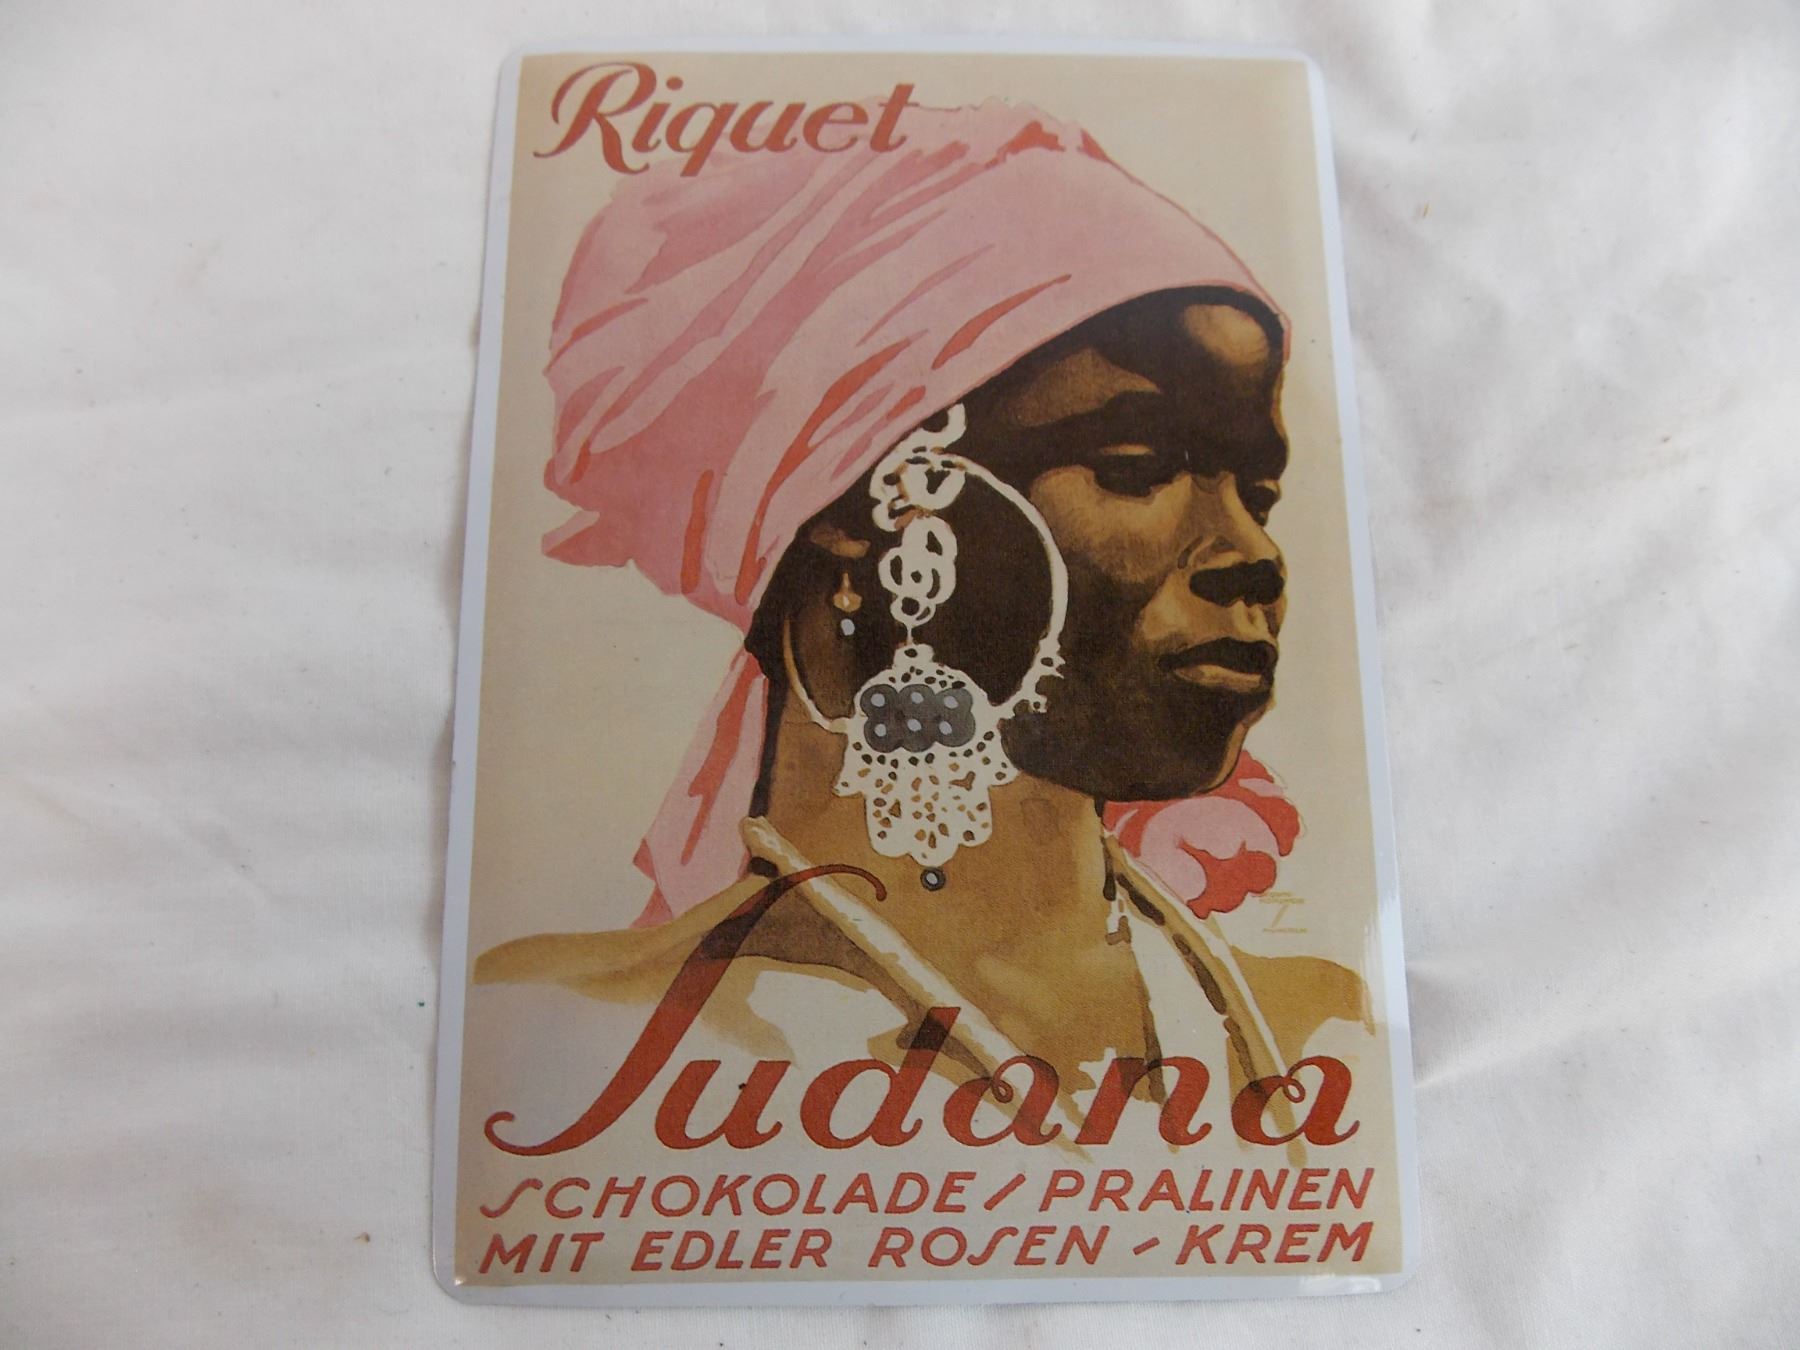 Riquet
Sudana
SCHOKOLADE / PRALINEN
MIT EDLER ROSEN - KREM